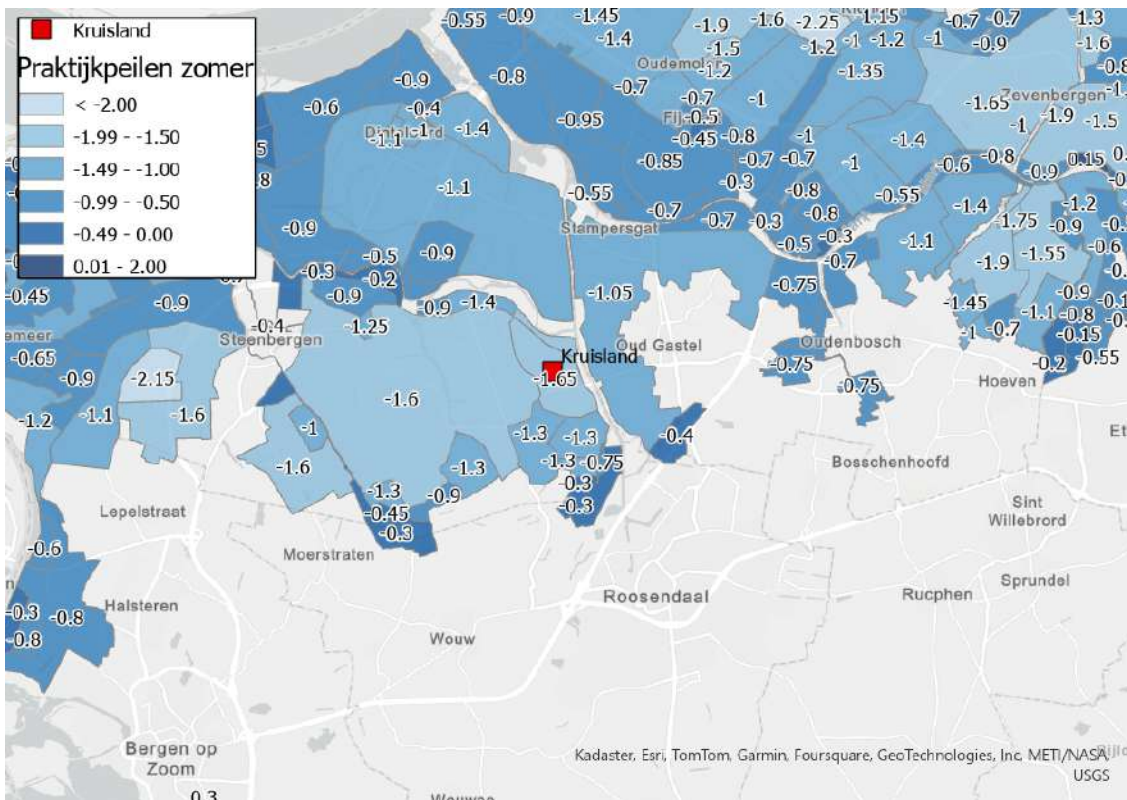 Kruisland
Praktijkpeilen zomer
< -2.00
-1.99 - -1.50
-1.49 - -1.00
-0.99 - -0.50
-0.49 - 0.00
0.01 - 2.00
-0.55 -0.9 -1.45 -1.6 -2.25 -1.15 -0.7 -0.7 -1.3
-1.4 -1.9 -1.5 -1.2 -1 -1.2 -1 -0.9 -1.6
-0.9 -0.8 Oudemolen -1.2 -1.35 -0.8
-0.7 -1.65 Zevenbergen
-0.6 -0.4 -0.7 -1 -1.9 -1.5
-0.95 -0.5 -1
Dinteloord -1 -1.4 -0.45 -0.8 -1 -1.4
-1.1 -0.85 -0.7 -0.7 -1 -0.6 -0.8 -0.9 0.15
-1.1 -0.55 -0.3 -0.8 -0.55 -1.4 -1.2
-0.7 -0.7 -0.3 -0.8 -1.75 -0.9
-0.9 Stampersgat -0.5 -0.3 -1.1 -0.6
-0.5 -0.9 -0.7 -1.9 -1.55
-0.3 -0.2 -0.75
-0.45 -0.9 -0.9 -0.9 -1.4 -1.05 -1.45 -1.1 -0.9 -0.8
-0.4 -1.25 -1 -0.7 -0.15
Steenbergen Oud Gastel Oudenbosch
-0.65 Kruisland -0.2 -0.55
-0.9 -2.15 -1.65 -0.75 -0.75 Hoeven
-1.2 -1.1 -1.6 -1.6
-1 -1.3 -1.3 -0.4
-1.6 -1.3 -1.3 -0.75 Bosschenhoofd
-1.3 -0.9 -0.3
Lepelstraat -0.45 -0.3 Sint
Willebrord
-0.3
-0.6 Moerstraten
Sprundel
Halsteren Roosendaal Rucphen
-0.3 -0.8
-0.8 Wouw
Bergen op
Zoom
Kadaster, Esri, TomTom, Garmin, Foursquare, GeoTechnologies, Inc, METI/NASA,
USGS
0.3